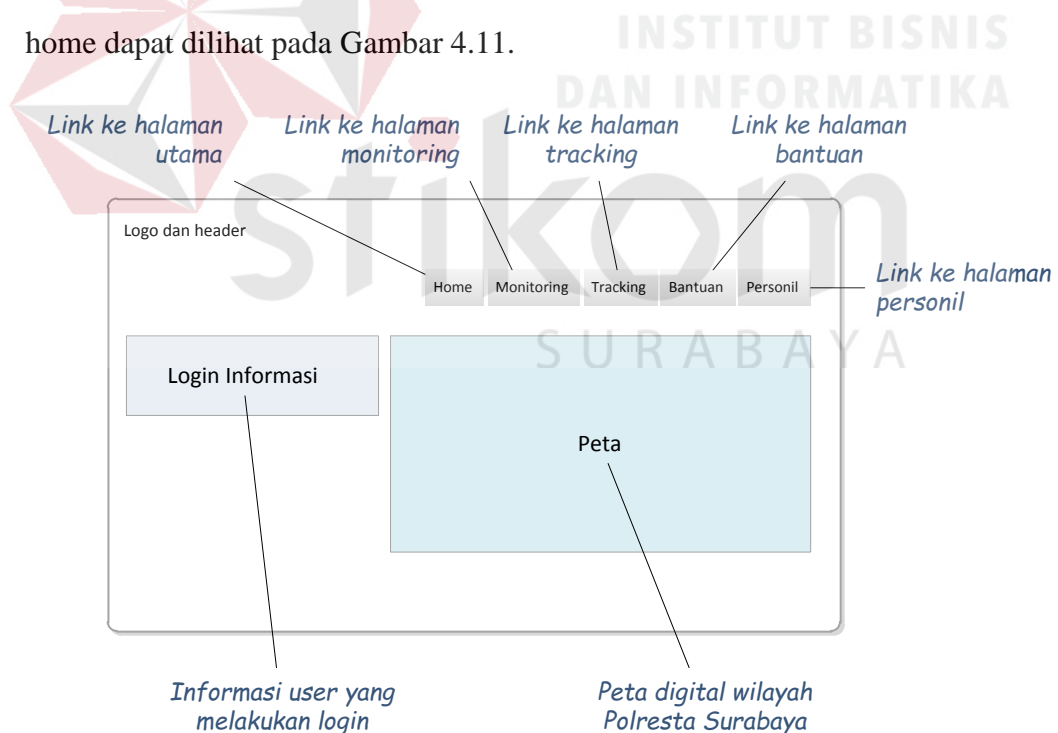 home dapat dilihat pada Gambar 4.11.
INSTITUT BISNIS
DAN INFORMATIKA
stikom
SURABAYA
Link ke halaman
utama
Link ke halaman
monitoring
Link ke halaman
tracking
Link ke halaman
bantuan
Logo dan header
Home Monitoring Tracking Bantuan Personil
Link ke halaman
personil
Login Informasi
Peta
Informasi user yang
melakukan login
Peta digital wilayah
Polresta Surabaya